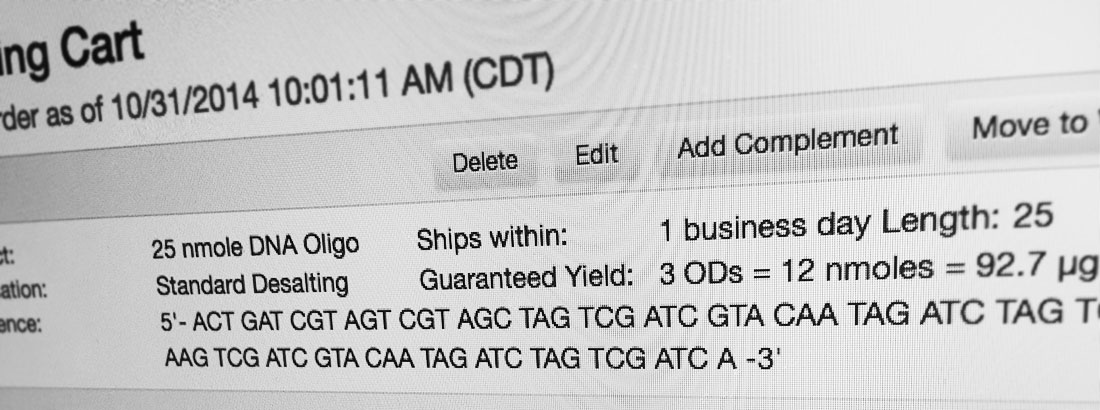 ing Cart
rder as of 10/31/2014 10:01:11 AM (CDT)
Delete Edit Add Complement Move to
ct: 25 nmole DNA Oligo Ships within: 1 business day Length: 25
ation: Standard Desalting Guaranteed Yield: 3 ODs = 12 nmoles = 92.7 µg
ence: 5'- ACT GAT CGT AGT CGT AGC TAG TCG ATC GTA CAA TAG ATC TAG
AAG TCG ATC GTA CAA TAG ATC TAG TCG ATC A -3'